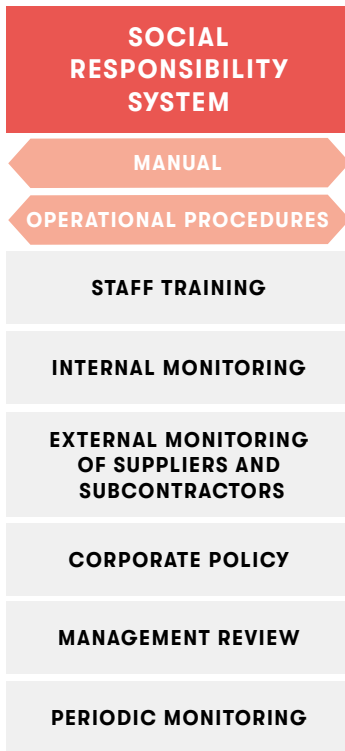 SOCIAL
RESPONSIBILITY
SYSTEM
MANUAL
OPERATIONAL PROCEDURES
STAFF TRAINING
INTERNAL MONITORING
EXTERNAL MONITORING
OF SUPPLIERS AND
SUBCONTRACTORS
CORPORATE POLICY
MANAGEMENT REVIEW
PERIODIC MONITORING